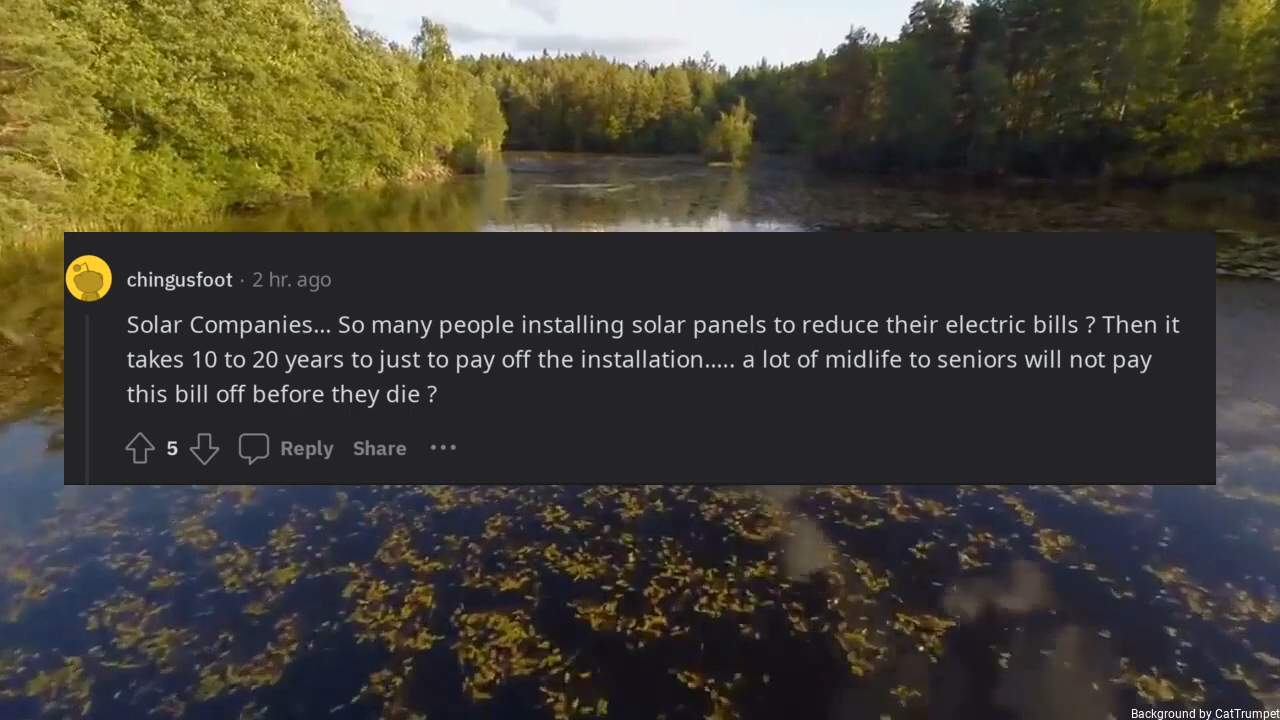 chingusfoot · 2 hr. ago
Solar Companies... So many people installing solar panels to reduce their electric bills ? Then it
takes 10 to 20 years to just to pay off the installation..... a lot of midlife to seniors will not pay
this bill off before they die ?
5 Reply Share ···
Background by CatTrumpet